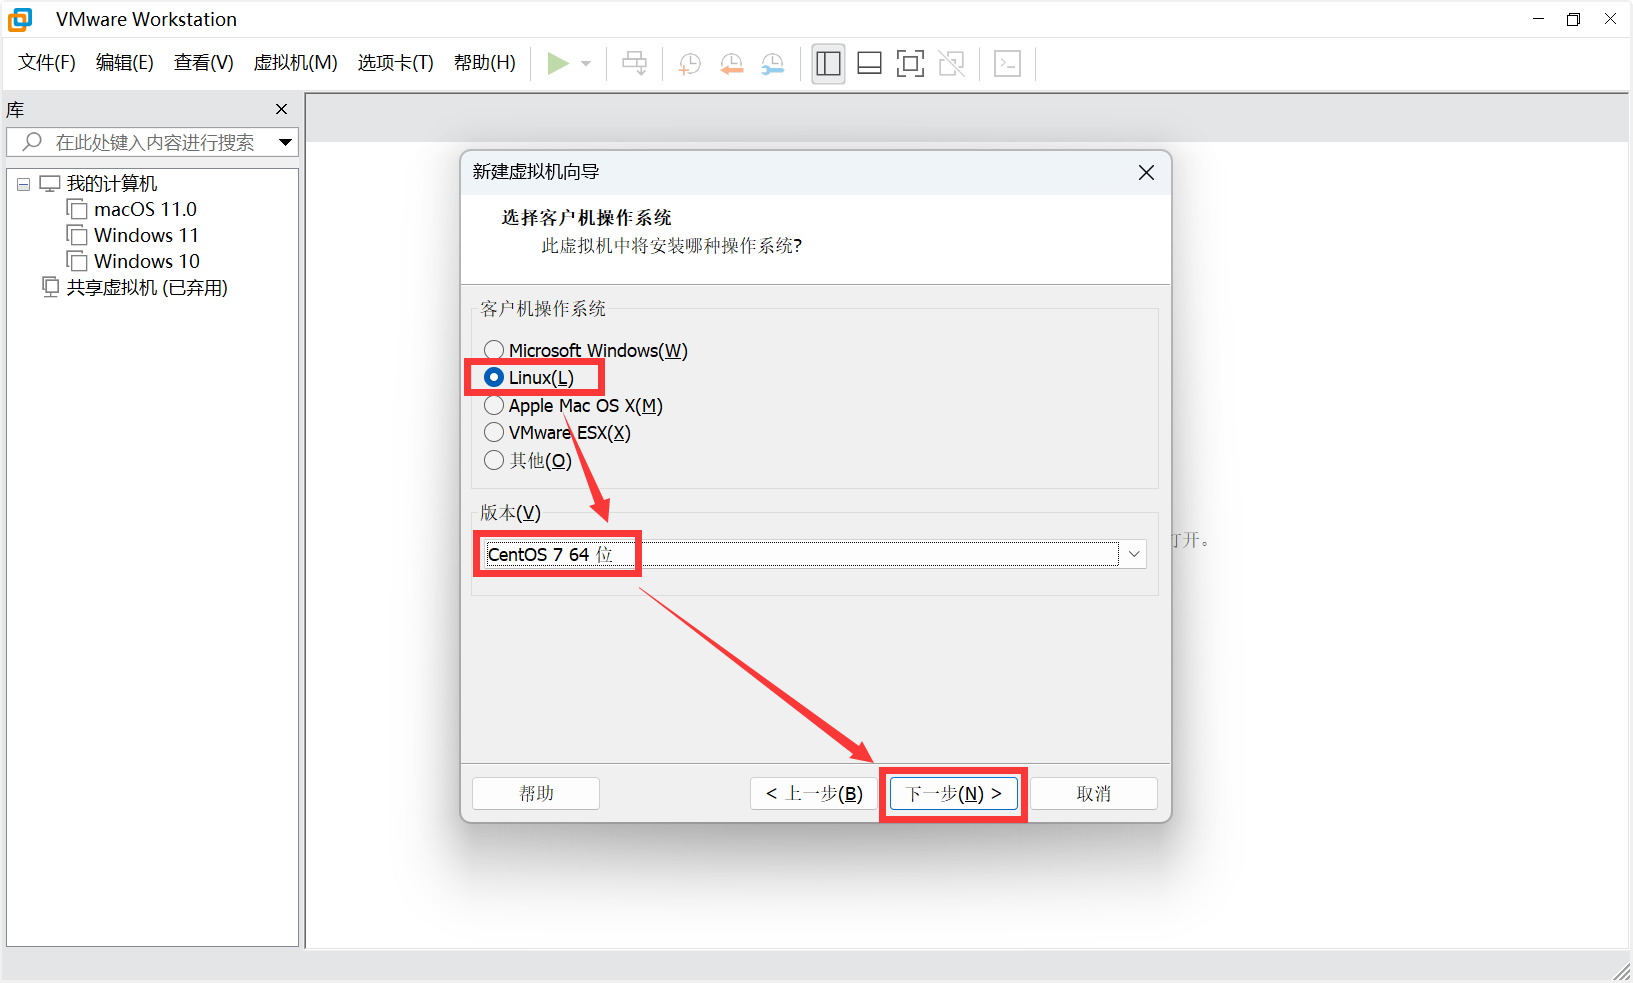 VMware Workstation
文件(F) 编辑(E) 查看(V) 虚拟机(M) 选项卡(T) 帮助(H)
库
在此处键入内容进行搜索
我的计算机
macOS 11.0
Windows 11
Windows 10
共享虚拟机 (已弃用)
新建虚拟机向导
选择客户机操作系统
此虚拟机中将安装哪种操作系统?
客户机操作系统
Microsoft Windows(W)
Linux(L)
Apple Mac OS X(M)
VMware ESX(X)
其他(O)
版本(V)
CentOS 7 64 位
打开。
帮助 < 上一步(B) 下一步(N) > 取消